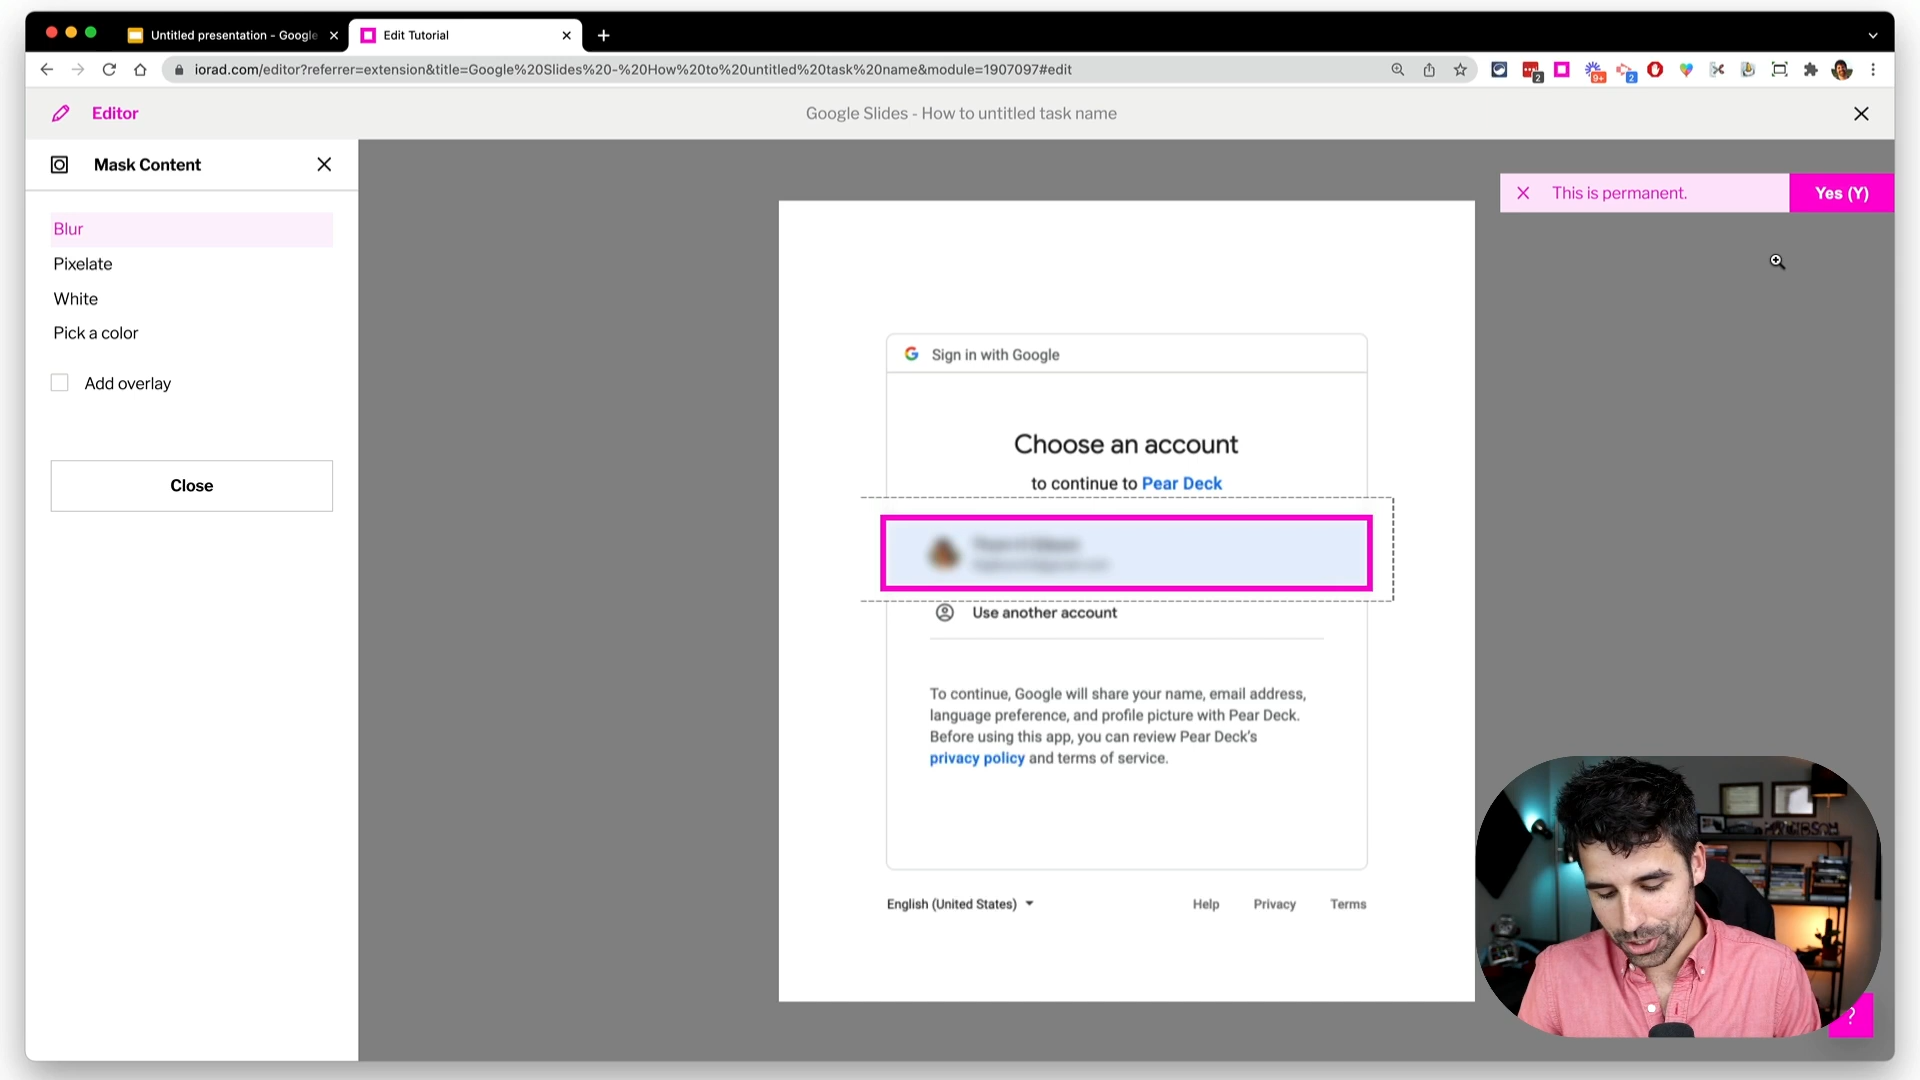 Untitled presentation - Google
Edit Tutorial
iorad.com/editor?referrer=extension&title=Google%20Slides%20-%20How%20to%20untitled%20task%20name&module=1907097#edit
2
9+
2
Editor
Google Slides - How to untitled task name
Mask Content
This is permanent.
Yes (Y)
Blur
Pixelate
White
Pick a color
Add overlay
Close
Sign in with Google
Choose an account
to continue to Pear Deck
Use another account
To continue, Google will share your name, email address,
language preference, and profile picture with Pear Deck.
Before using this app, you can review Pear Deck's
privacy policy and terms of service.
English (United States)
Help
Privacy
Terms
?